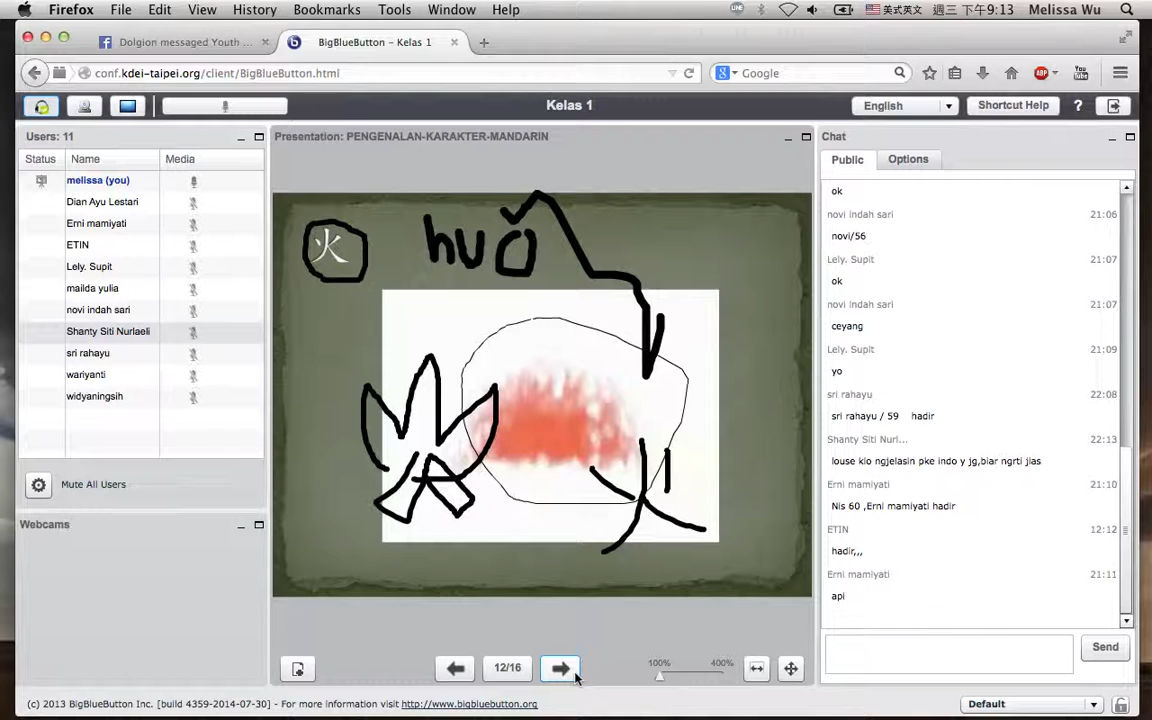 Firefox File Edit View History Bookmarks Tools Window Help 美式英文 週三 下午9:13 Melissa Wu
Dolgion messaged Youth ... BigBlueButton – Kelas 1
conf.kdei-taipei.org/client/BigBlueButton.html Google
Kelas 1 English Shortcut Help ?
Users: 11
Status Name Media
melissa (you)
Dian Ayu Lestari
Erni mamiyati
ETIN
Lely. Supit
mailda yulia
novi indah sari
Shanty Siti Nurlaeli
sri rahayu
wariyanti
widyaningsih
Mute All Users
Webcams
Presentation: PENGENALAN-KARAKTER-MANDARIN
火 huǒ
火
12/16
100% 400%
Chat
Public Options
ok
novi indah sari 21:06
novi/56
Lely. Supit 21:07
ok
novi indah sari 21:07
ceyang
Lely. Supit 21:09
yo
sri rahayu 22:08
sri rahayu / 59 hadir
Shanty Siti Nurl... 22:13
louse klo ngjelasin pke indo y jg,biar ngrti jlas
Erni mamiyati 21:10
Nis 60 ,Erni mamiyati hadir
ETIN 12:12
hadir,,,
Erni mamiyati 21:11
api
Send
(c) 2013 BigBlueButton Inc. [build 4359-2014-07-30] - For more information visit http://www.bigbluebutton.org Default